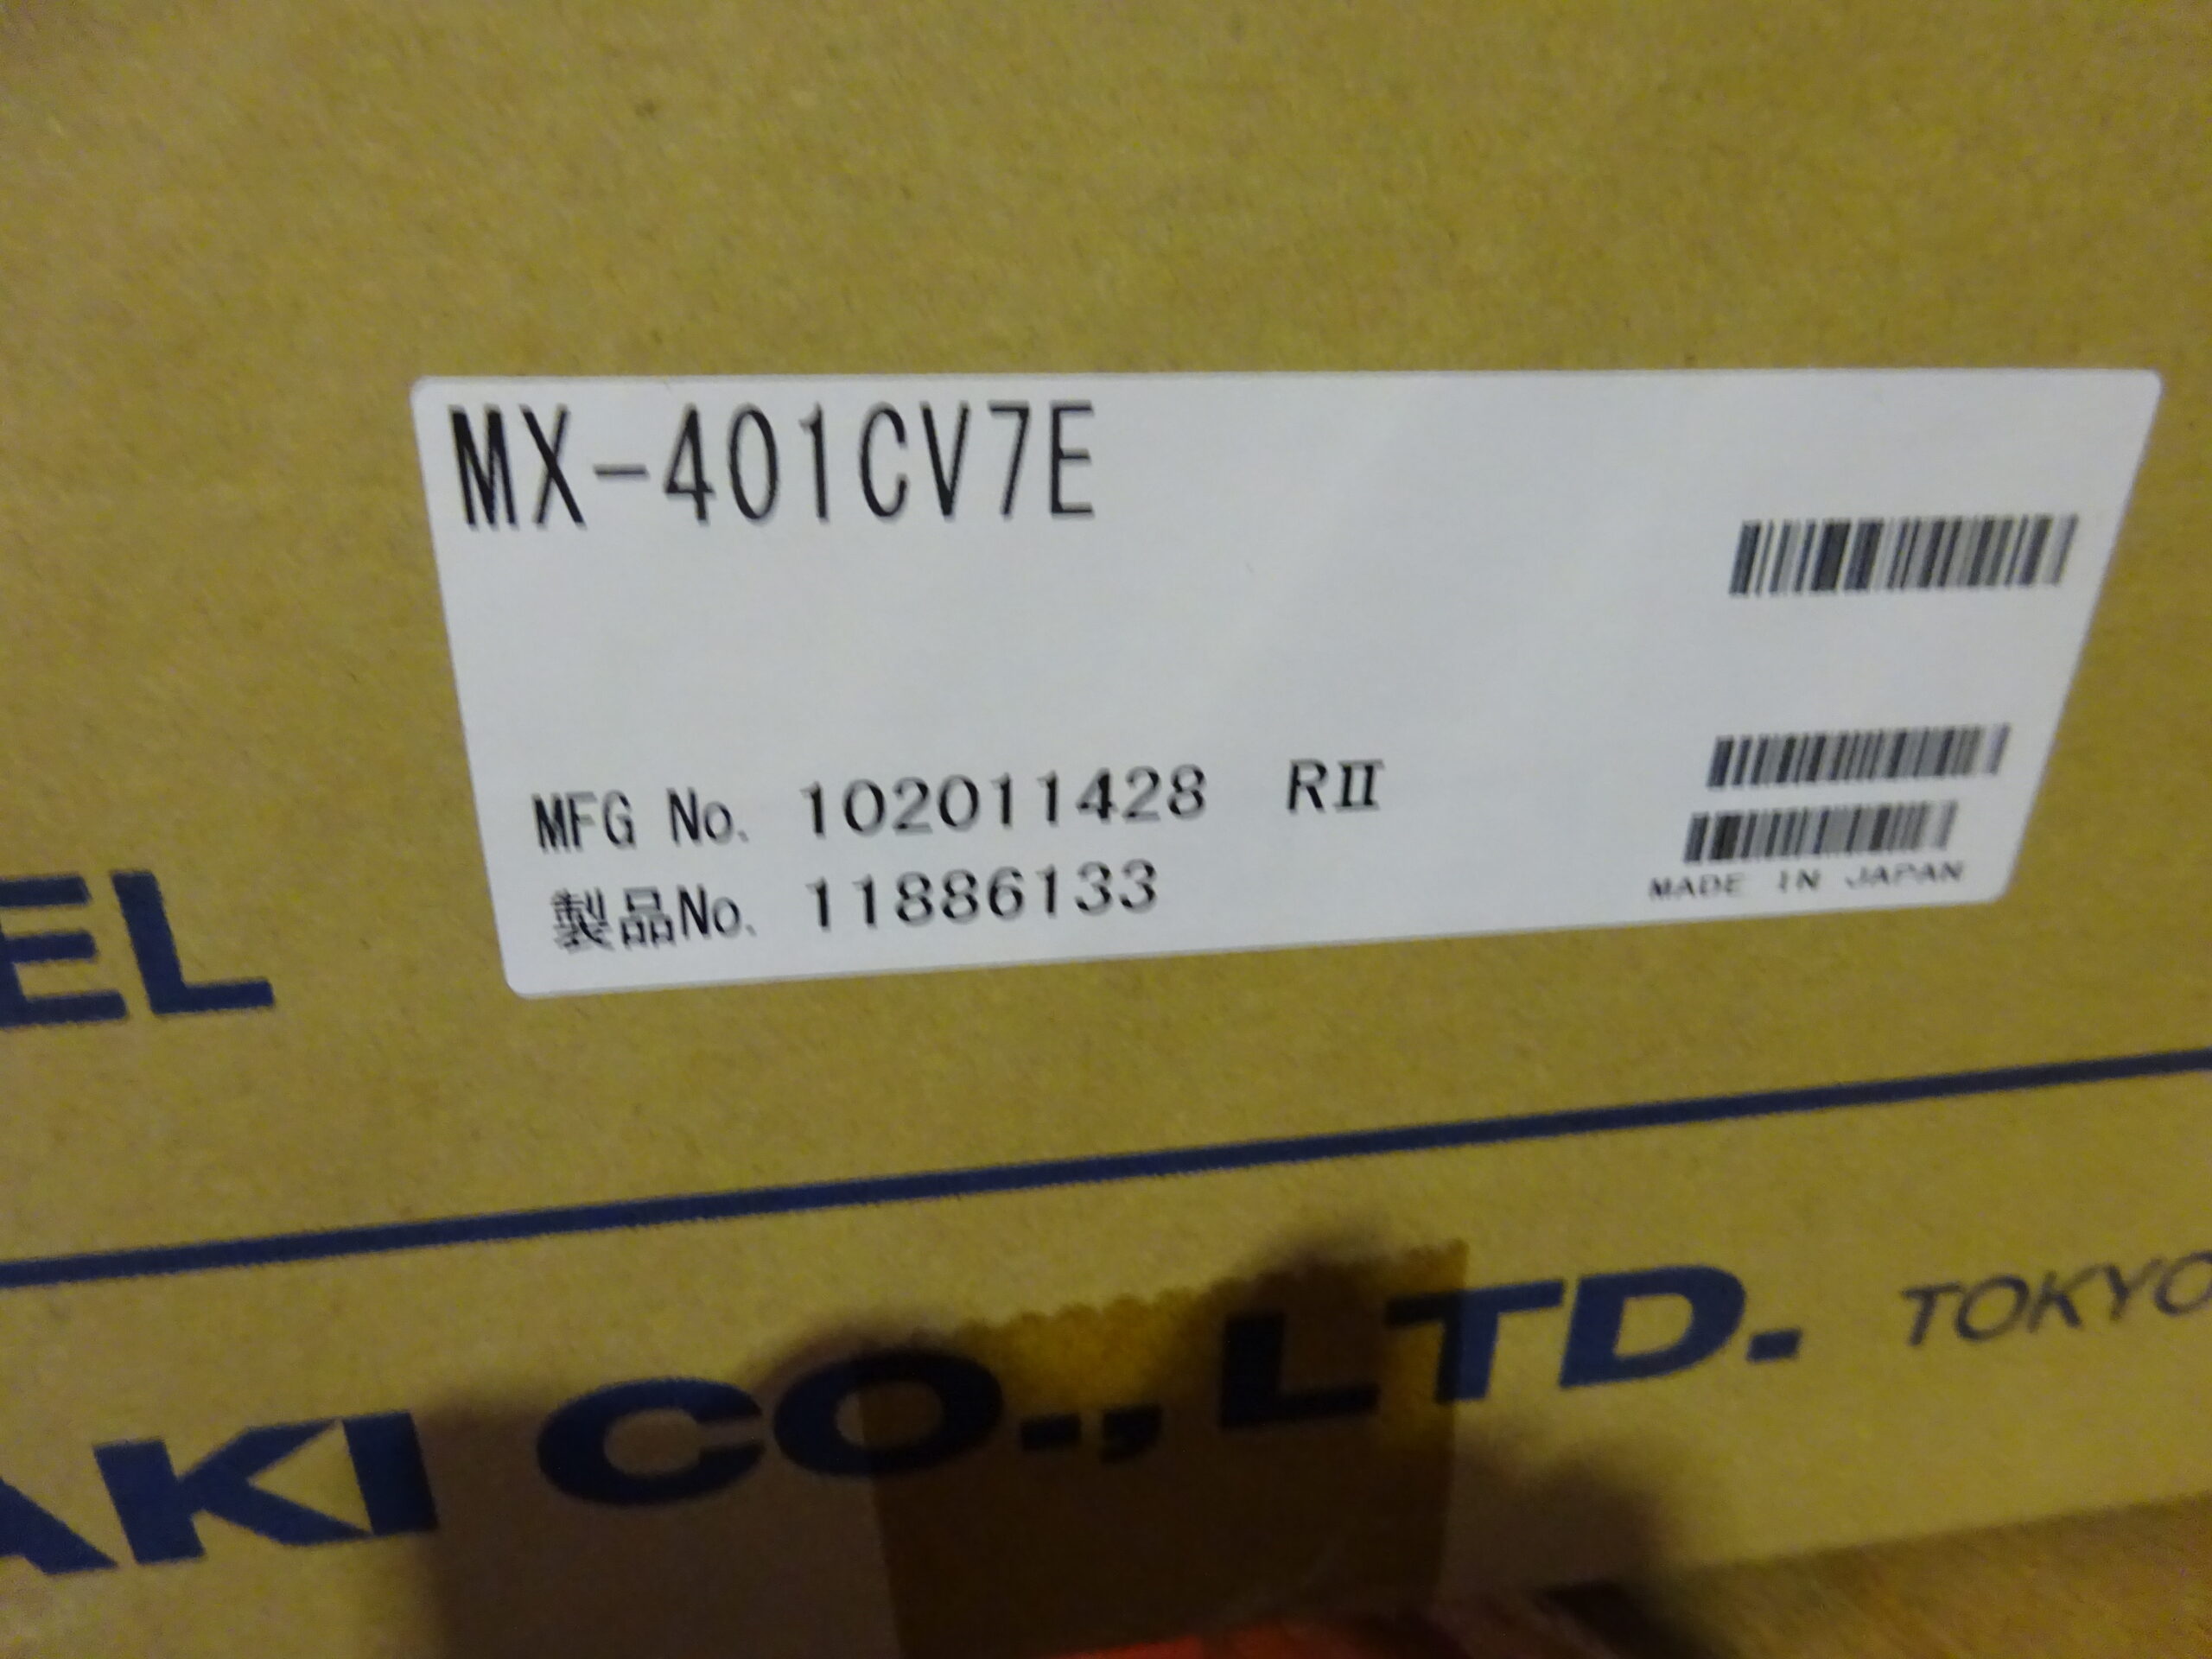 MX-401CV7E
MFG No. 102011428 RⅡ
製品No. 11886133
MADE IN JAPAN
EL
AKI CO., LTD. TOKYO